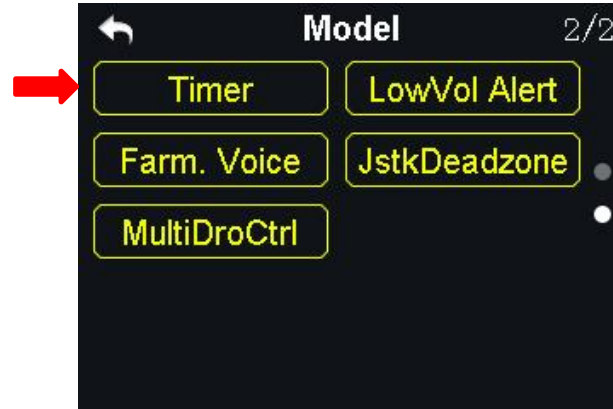 Model 2/2
Timer LowVol Alert
Farm. Voice JstkDeadzone
MultiDroCtrl